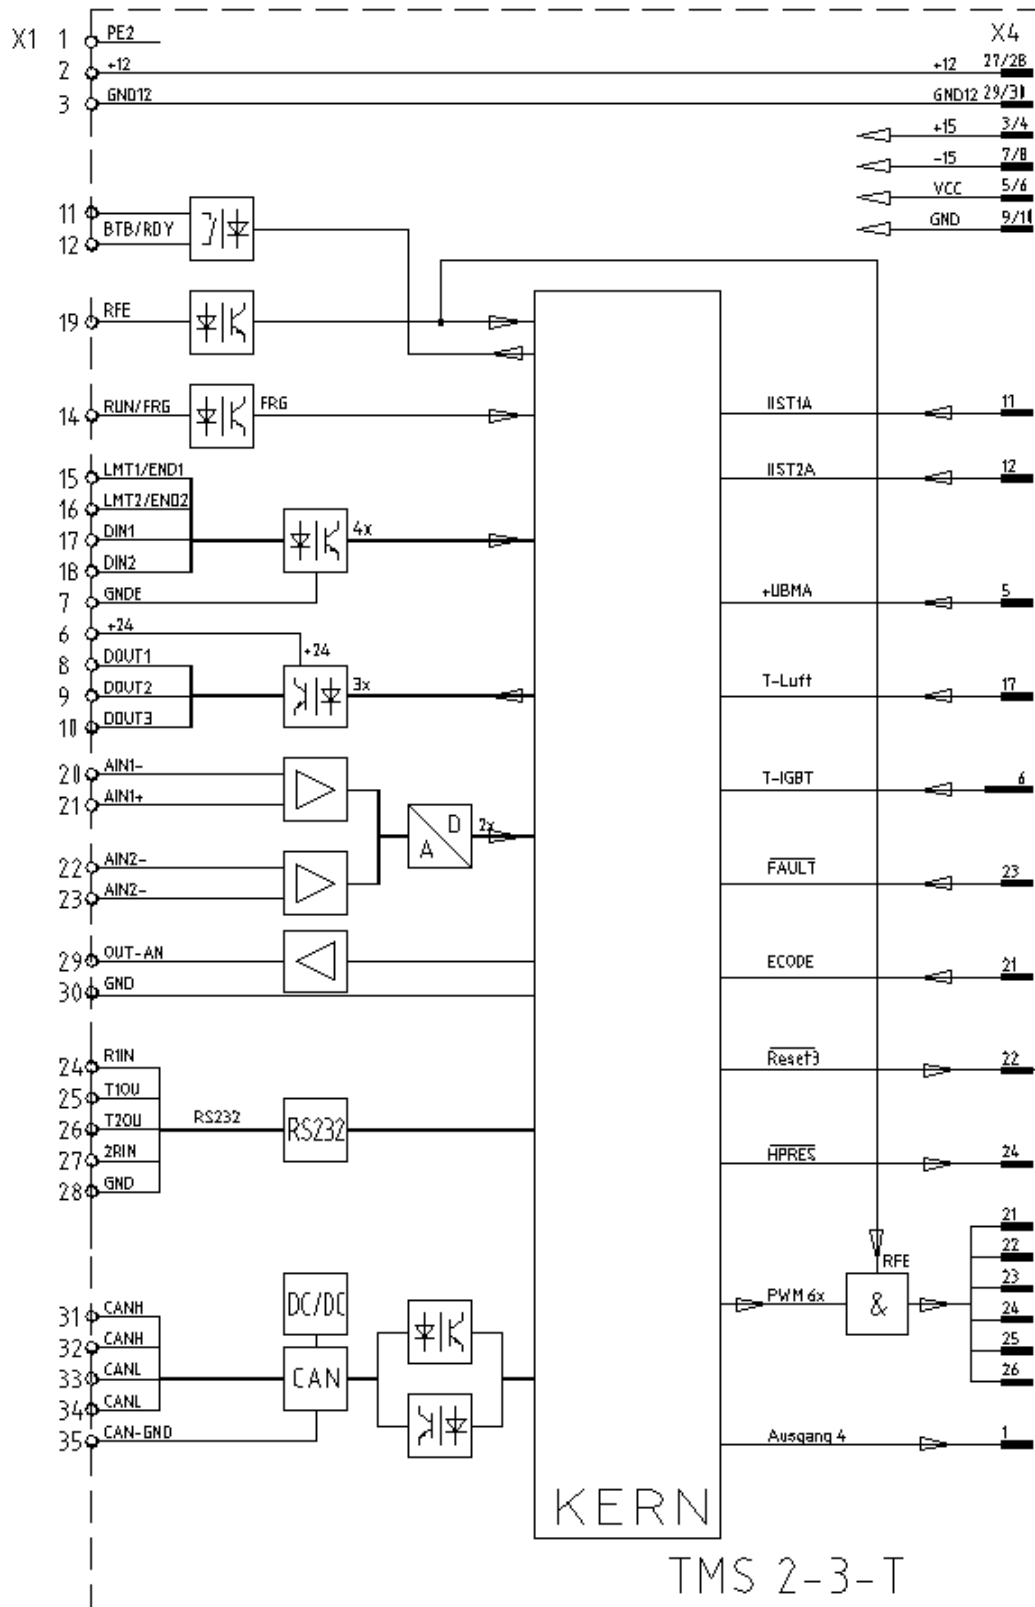 X1 1 PE2 X4
2 +12 +12 27/28
3 GND12 GND12 29/30
+15 3/4
-15 7/8
VCC 5/6
GND 9/10
11
BTB/RDY
12
19 RFE
14 RUN/FRG FRG IIST1A 11
15 LMT1/END1 IIST2A 12
16 LMT2/END2
17 DIN1 4x
18 DIN2
7 GNDE +UBMA 5
6 +24
+24
8 DOUT1
9 DOUT2 3x T-Luft 17
10 DOUT3
20 AIN1- T-IGBT 6
21 AIN1+
D 2x
A
22 AIN2- FAULT 23
23 AIN2-
29 OUT-AN ECODE 21
30 GND
24 R1IN Reset3 22
25 T1OU
26 T2OU RS232 RS232
27 2RIN HPRES 24
28 GND
21
22
RFE
23
DC/DC PWM 6x &
24
31 CANH
32 CANH 25
33 CANL CAN 26
34 CANL
35 CAN-GND Ausgang 4 1
KERN
TMS 2-3-T